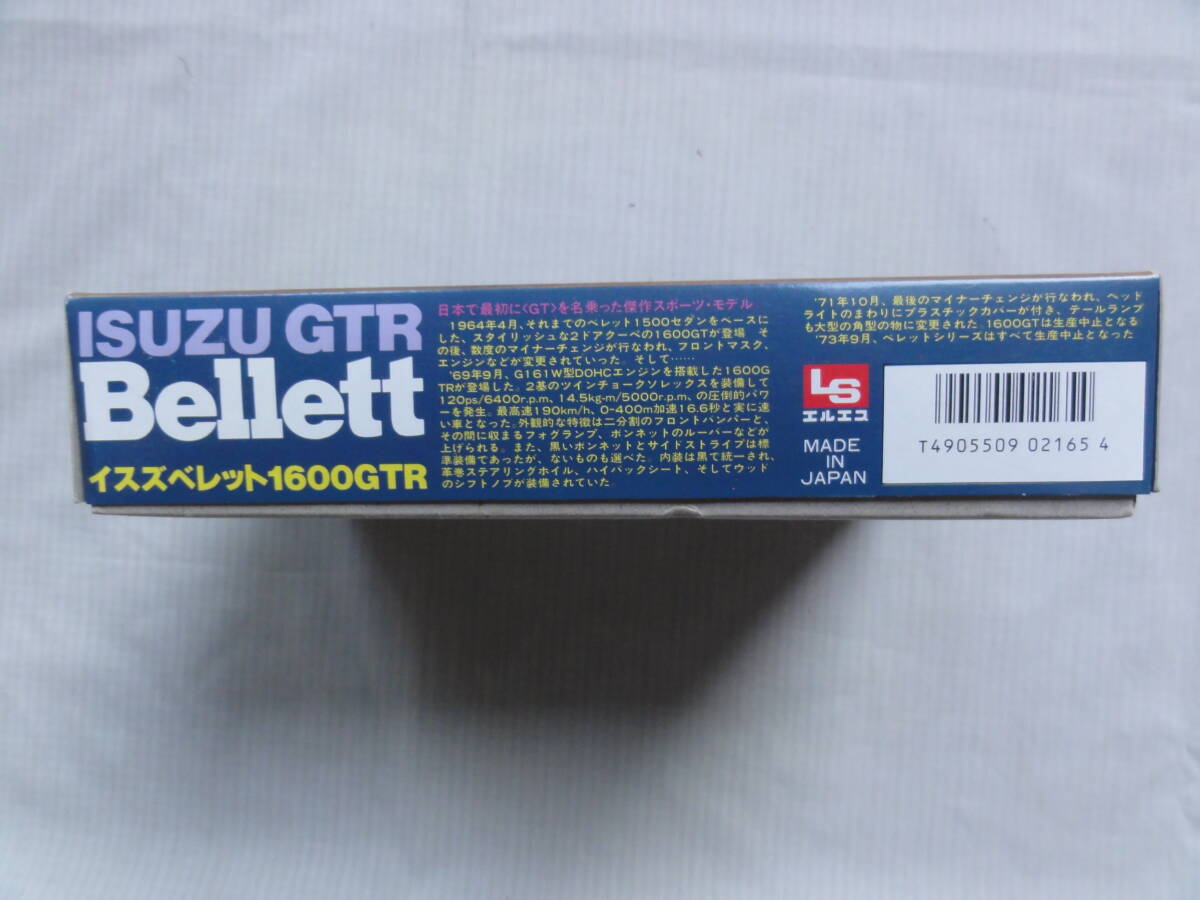 ISUZU GTR
Bellett
イスズベレット1600GTR
日本で最初に〈GT〉を名乗った傑作スポーツ・モデル
1964年4月、それまでのベレット1500セダンをベースに
した、スタイリッシュな2ドアクーペの1600GTが登場。そ
の後、数度のマイナーチェンジが行なわれ、フロントマスク、
エンジンなどが変更されていった。そして……
'69年9月、G161W型DOHCエンジンを搭載した1600G
TRが登場した。2基のツインチョークソレックスを装備して
120ps/6400r.p.m、14.5kg-m/5000r.p.m、の圧倒的パワ
ーを発生。最高速190km/h、0-400m加速16.6秒と実に速
い車となった。外観的な特徴は二分割のフロントバンパーと、
その間に収まるフォグランプ、ボンネットのルーバーなどが
上げられる。また、黒いボンネットとサイドストライプは標
準装備であったが、ないものも選べた。内装は黒で統一され、
革巻ステアリングホイル、ハイバックシート、そしてウッド
のシフトノブが装備されていた。
'71年10月、最後のマイナーチェンジが行なわれ、ヘッド
ライトのまわりにプラスチックカバーが付き、テールランプ
も大型の角型の物に変更された。1600GTは生産中止となる
'73年9月、ベレットシリーズはすべて生産中止となった
LS
エルエス
MADE
IN
JAPAN
T4905509 02165 4